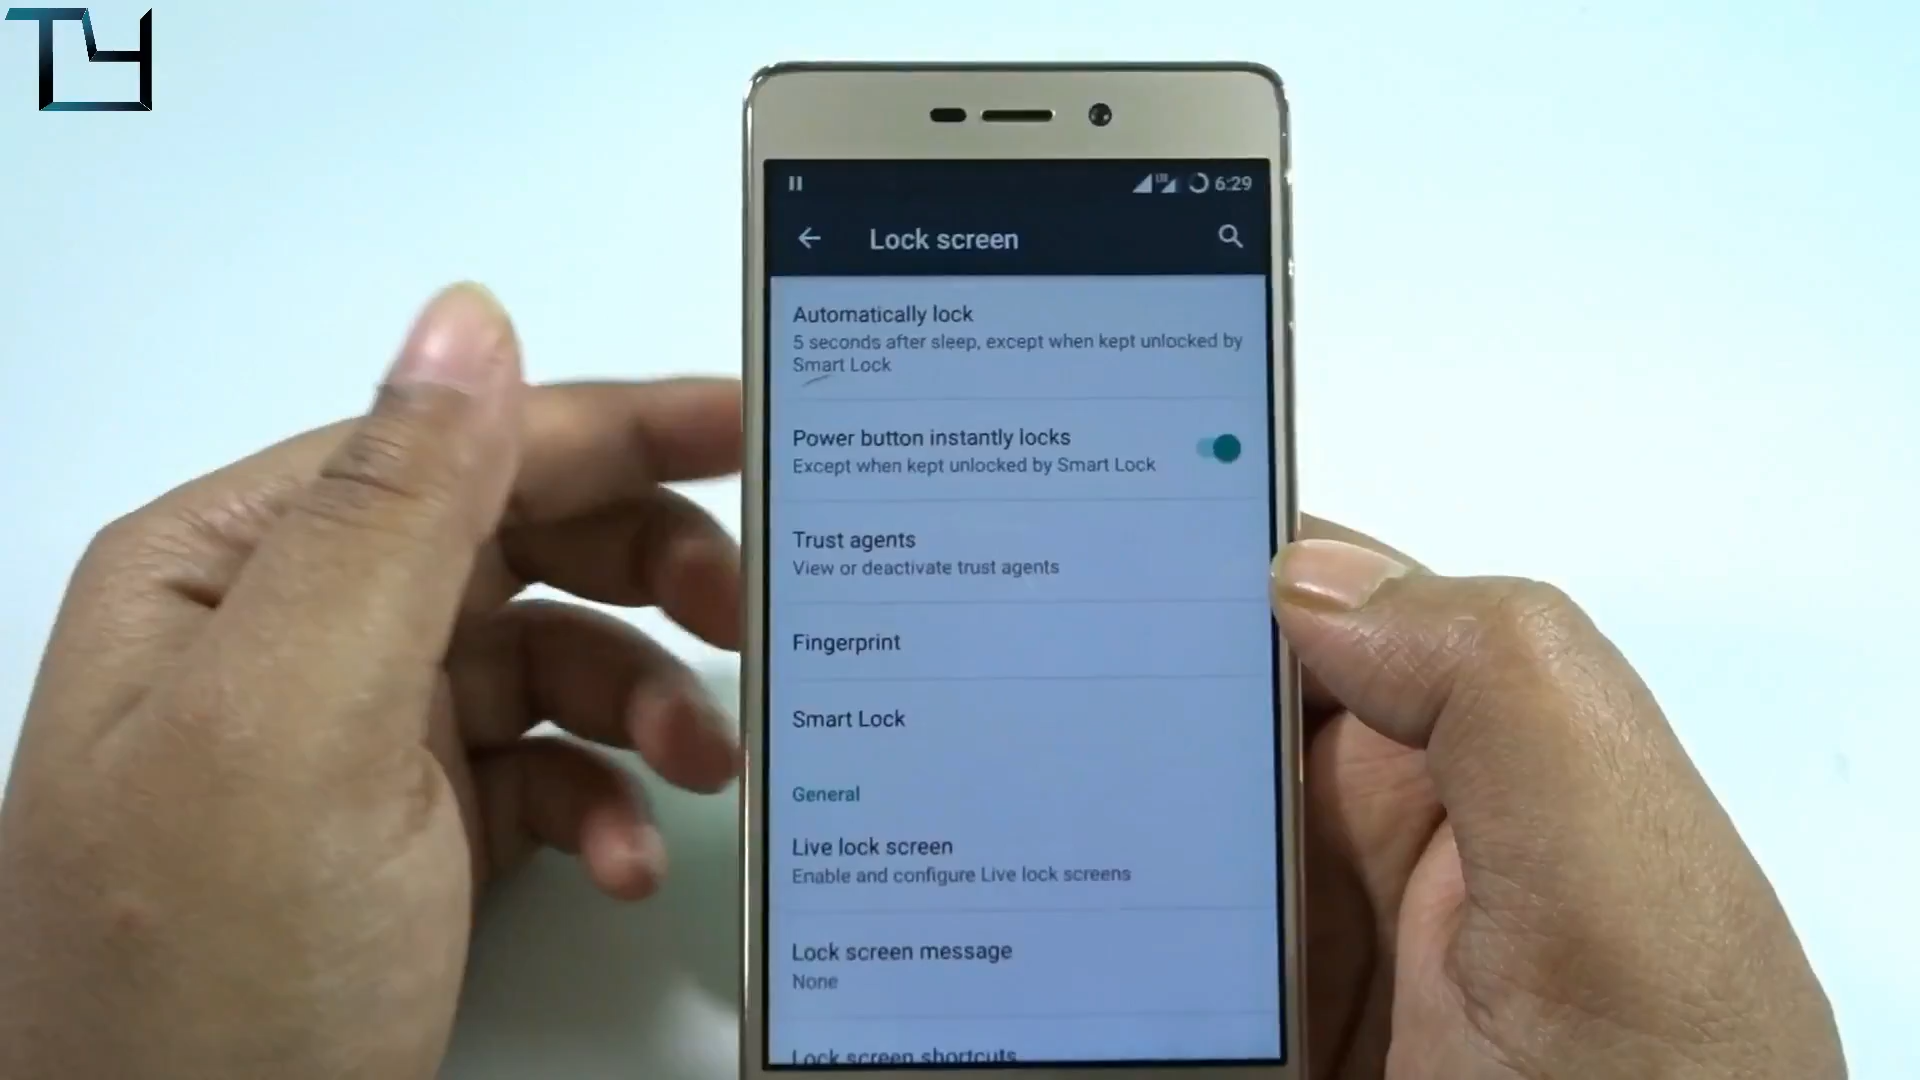 TY
6:29
Lock screen
Automatically lock
5 seconds after sleep, except when kept unlocked by
Smart Lock
Power button instantly locks
Except when kept unlocked by Smart Lock
Trust agents
View or deactivate trust agents
Fingerprint
Smart Lock
General
Live lock screen
Enable and configure Live lock screens
Lock screen message
None
Lock screen shortcuts